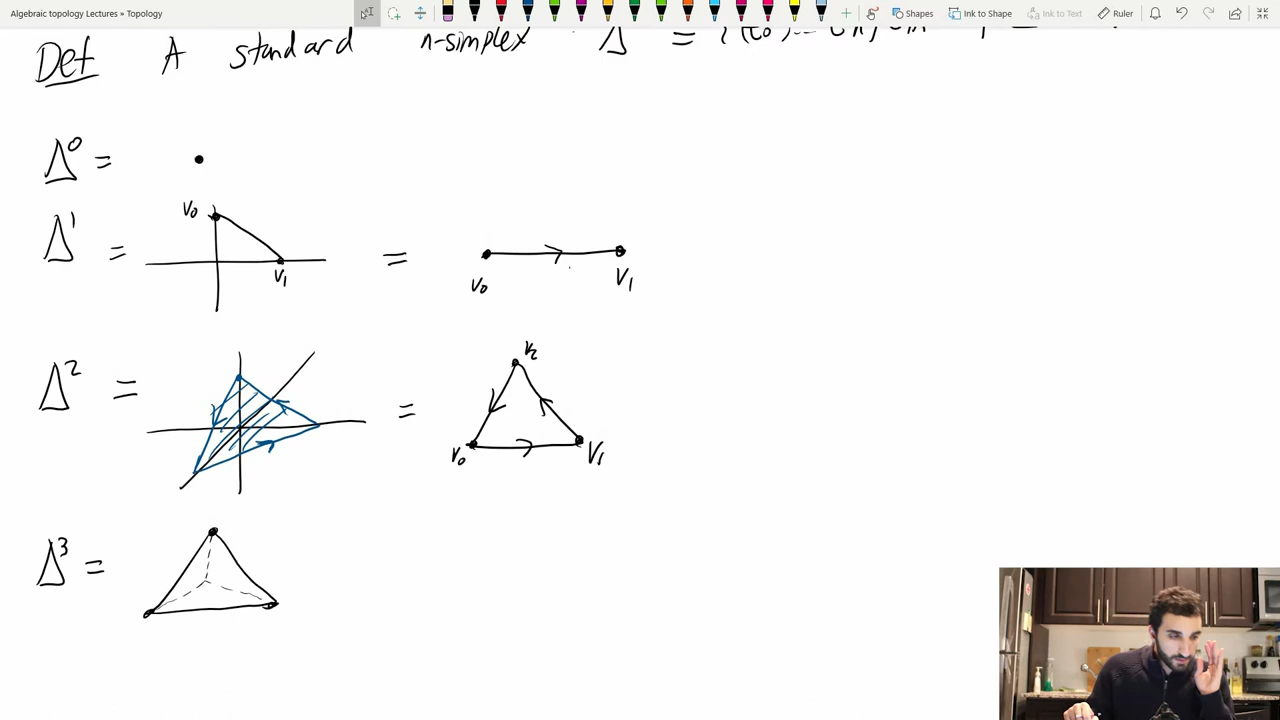 Algebraic topology Lectures » Topology
Shapes Ink to Shape Ink to Text Ruler
Def A standard n-simplex Δ =
Δ⁰ =
Δ¹ = v₀ v₁ = v₀ v₁
Δ² = = v₂ v₀ v₁
Δ³ =